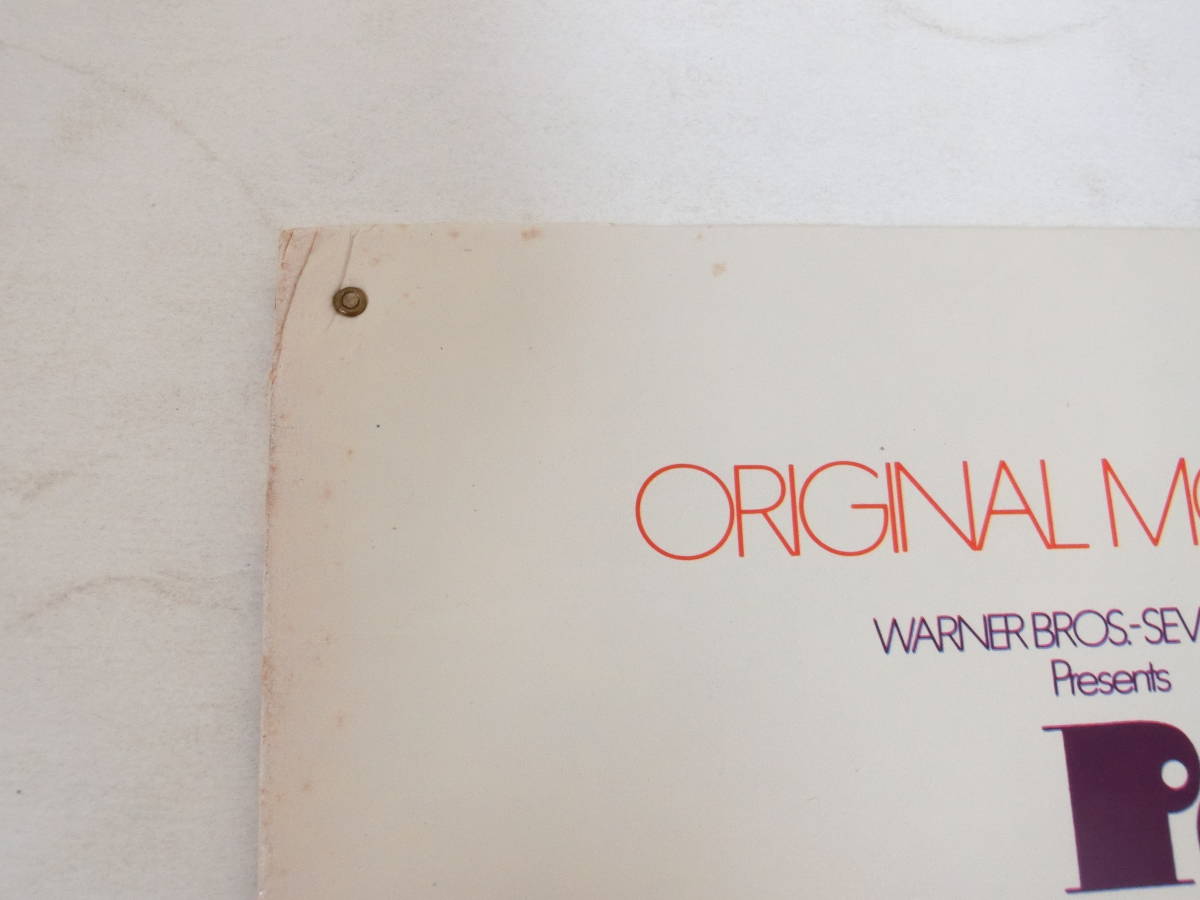 ORIGINAL MO
WARNER BROS.-SEV
Presents
P